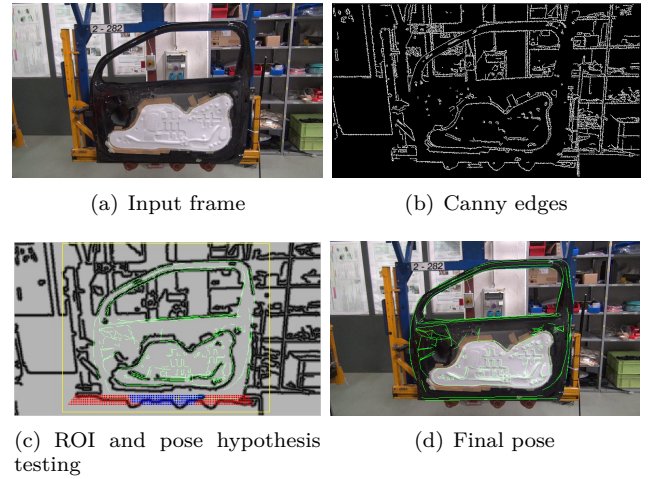 2 - 282
(a) Input frame
(b) Canny edges
2 - 282
(c) ROI and pose hypothesis
testing
(d) Final pose